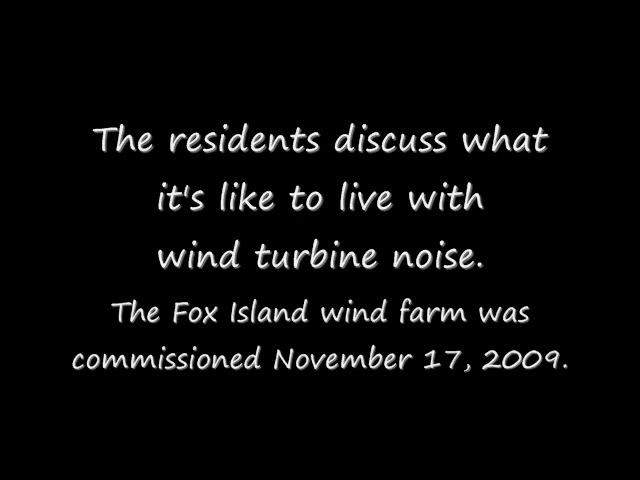 The residents discuss what
it's like to live with
wind turbine noise.
The Fox Island wind farm was
commissioned November 17, 2009.